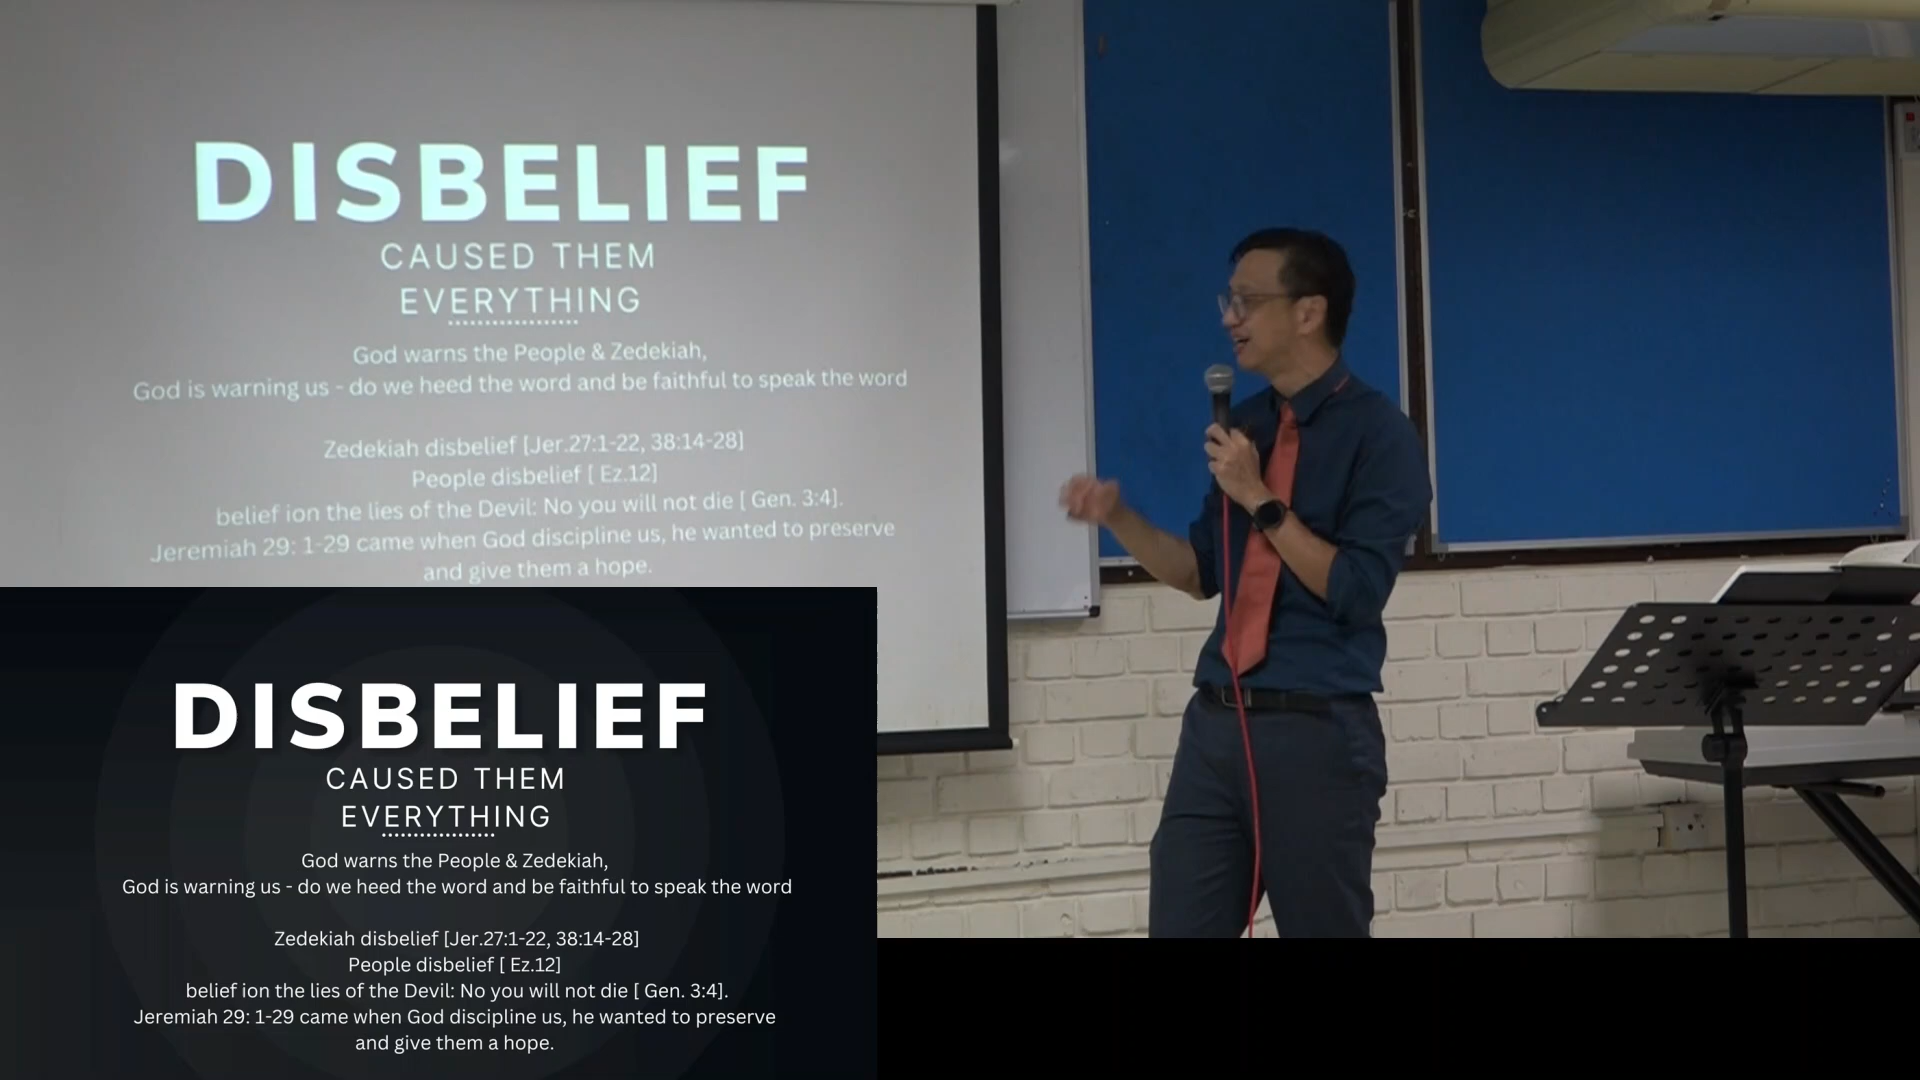 DISBELIEF
CAUSED THEM
EVERYTHING
God warns the People & Zedekiah,
God is warning us - do we heed the word and be faithful to speak the word
Zedekiah disbelief [Jer.27:1-22, 38:14-28]
People disbelief [ Ez.12]
belief ion the lies of the Devil: No you will not die [ Gen. 3:4].
Jeremiah 29: 1-29 came when God discipline us, he wanted to preserve
and give them a hope.
DISBELIEF
CAUSED THEM
EVERYTHING
God warns the People & Zedekiah,
God is warning us - do we heed the word and be faithful to speak the word
Zedekiah disbelief [Jer.27:1-22, 38:14-28]
People disbelief [ Ez.12]
belief ion the lies of the Devil: No you will not die [ Gen. 3:4].
Jeremiah 29: 1-29 came when God discipline us, he wanted to preserve
and give them a hope.